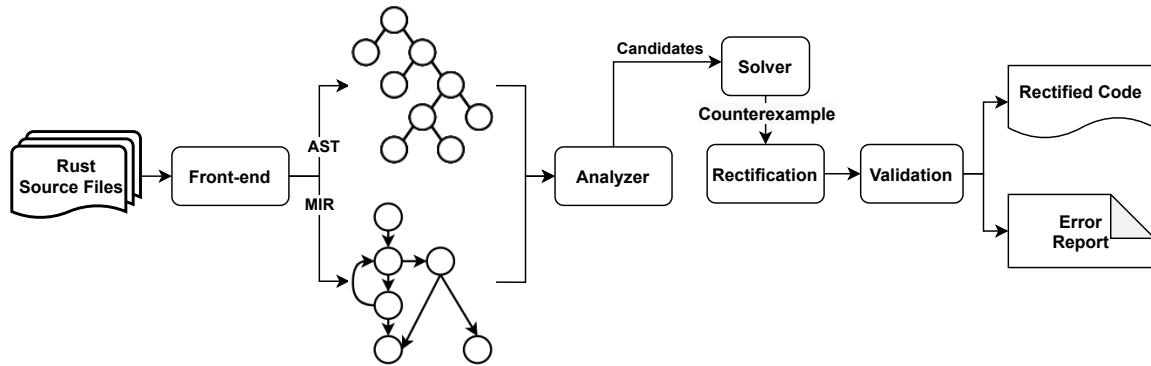 Rust
Source Files
Front-end
AST
MIR
Analyzer
Candidates
Solver
Counterexample
Rectification
Validation
Rectified Code
Error
Report